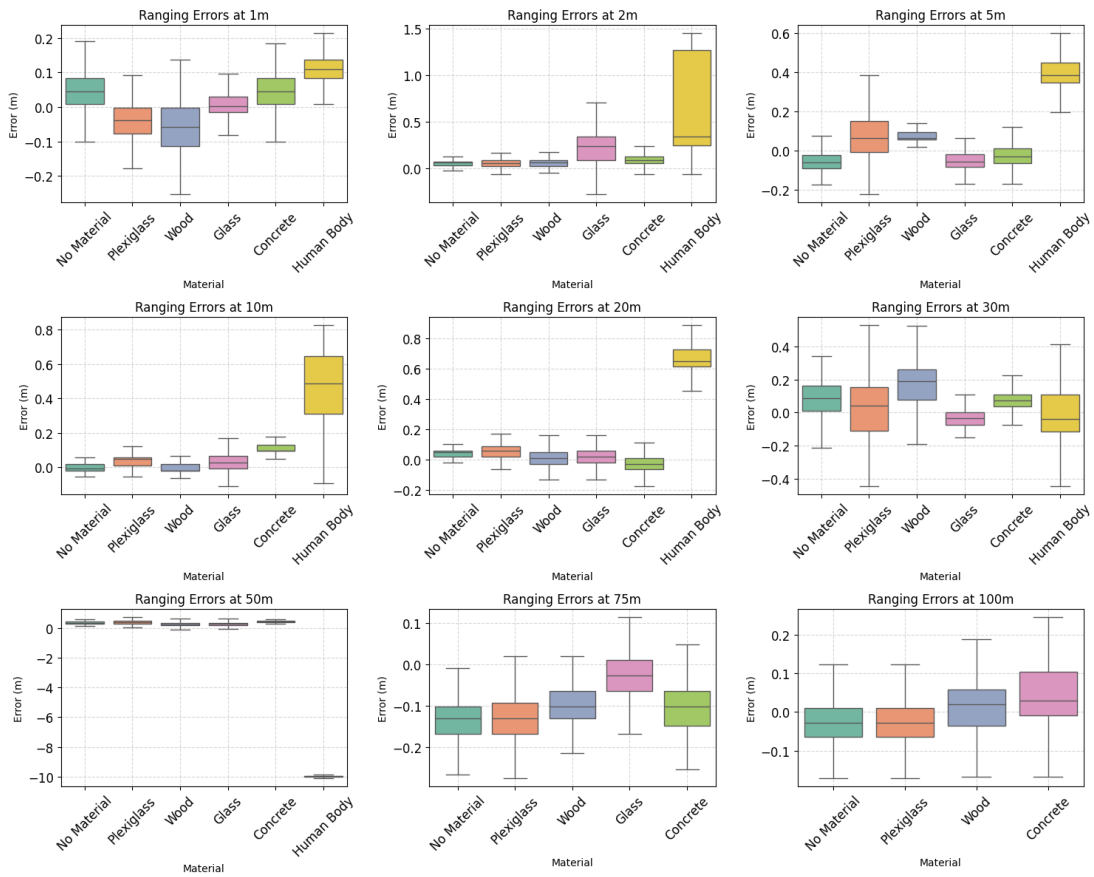 Ranging Errors at 1m
Error (m)
0.2
0.1
0.0
−0.1
−0.2
No Material
Plexiglass
Wood
Glass
Concrete
Human Body
Material
Ranging Errors at 2m
Error (m)
1.5
1.0
0.5
0.0
No Material
Plexiglass
Wood
Glass
Concrete
Human Body
Material
Ranging Errors at 5m
Error (m)
0.6
0.4
0.2
0.0
−0.2
No Material
Plexiglass
Wood
Glass
Concrete
Human Body
Material
Ranging Errors at 10m
Error (m)
0.8
0.6
0.4
0.2
0.0
No Material
Plexiglass
Wood
Glass
Concrete
Human Body
Material
Ranging Errors at 20m
Error (m)
0.8
0.6
0.4
0.2
0.0
−0.2
No Material
Plexiglass
Wood
Glass
Concrete
Human Body
Material
Ranging Errors at 30m
Error (m)
0.4
0.2
0.0
−0.2
−0.4
No Material
Plexiglass
Wood
Glass
Concrete
Human Body
Material
Ranging Errors at 50m
Error (m)
0
−2
−4
−6
−8
−10
No Material
Plexiglass
Wood
Glass
Concrete
Human Body
Material
Ranging Errors at 75m
Error (m)
0.1
0.0
−0.1
−0.2
No Material
Plexiglass
Wood
Glass
Concrete
Material
Ranging Errors at 100m
Error (m)
0.2
0.1
0.0
−0.1
No Material
Plexiglass
Wood
Concrete
Material